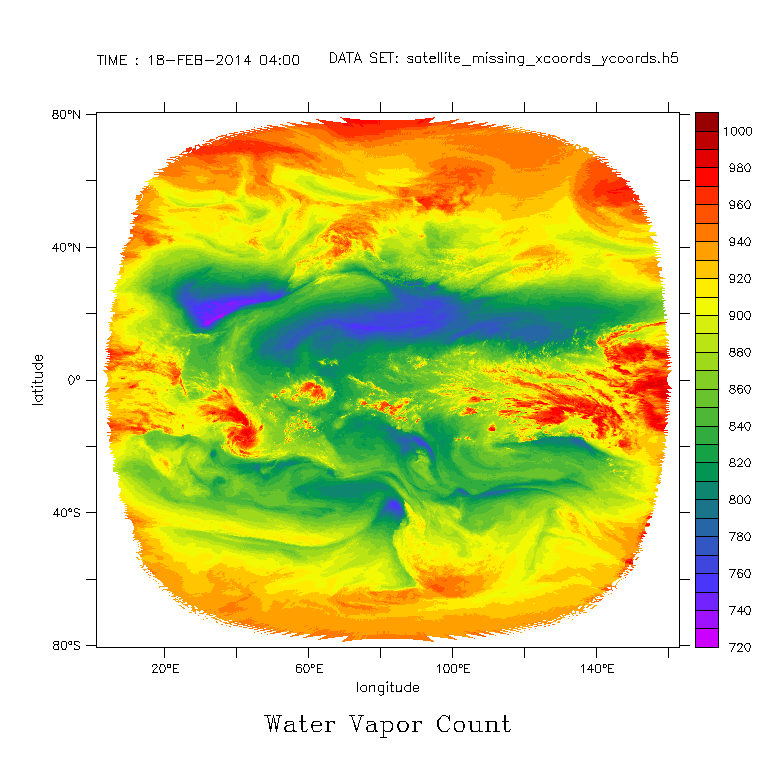 TIME : 18-FEB-2014 04:00 DATA SET: satellite_missing_xcoords_ycoords.h5
80°N
40°N
0°
40°S
80°S
latitude
20°E 60°E 100°E 140°E
longitude
1000
980
960
940
920
900
880
860
840
820
800
780
760
740
720
Water Vapor Count